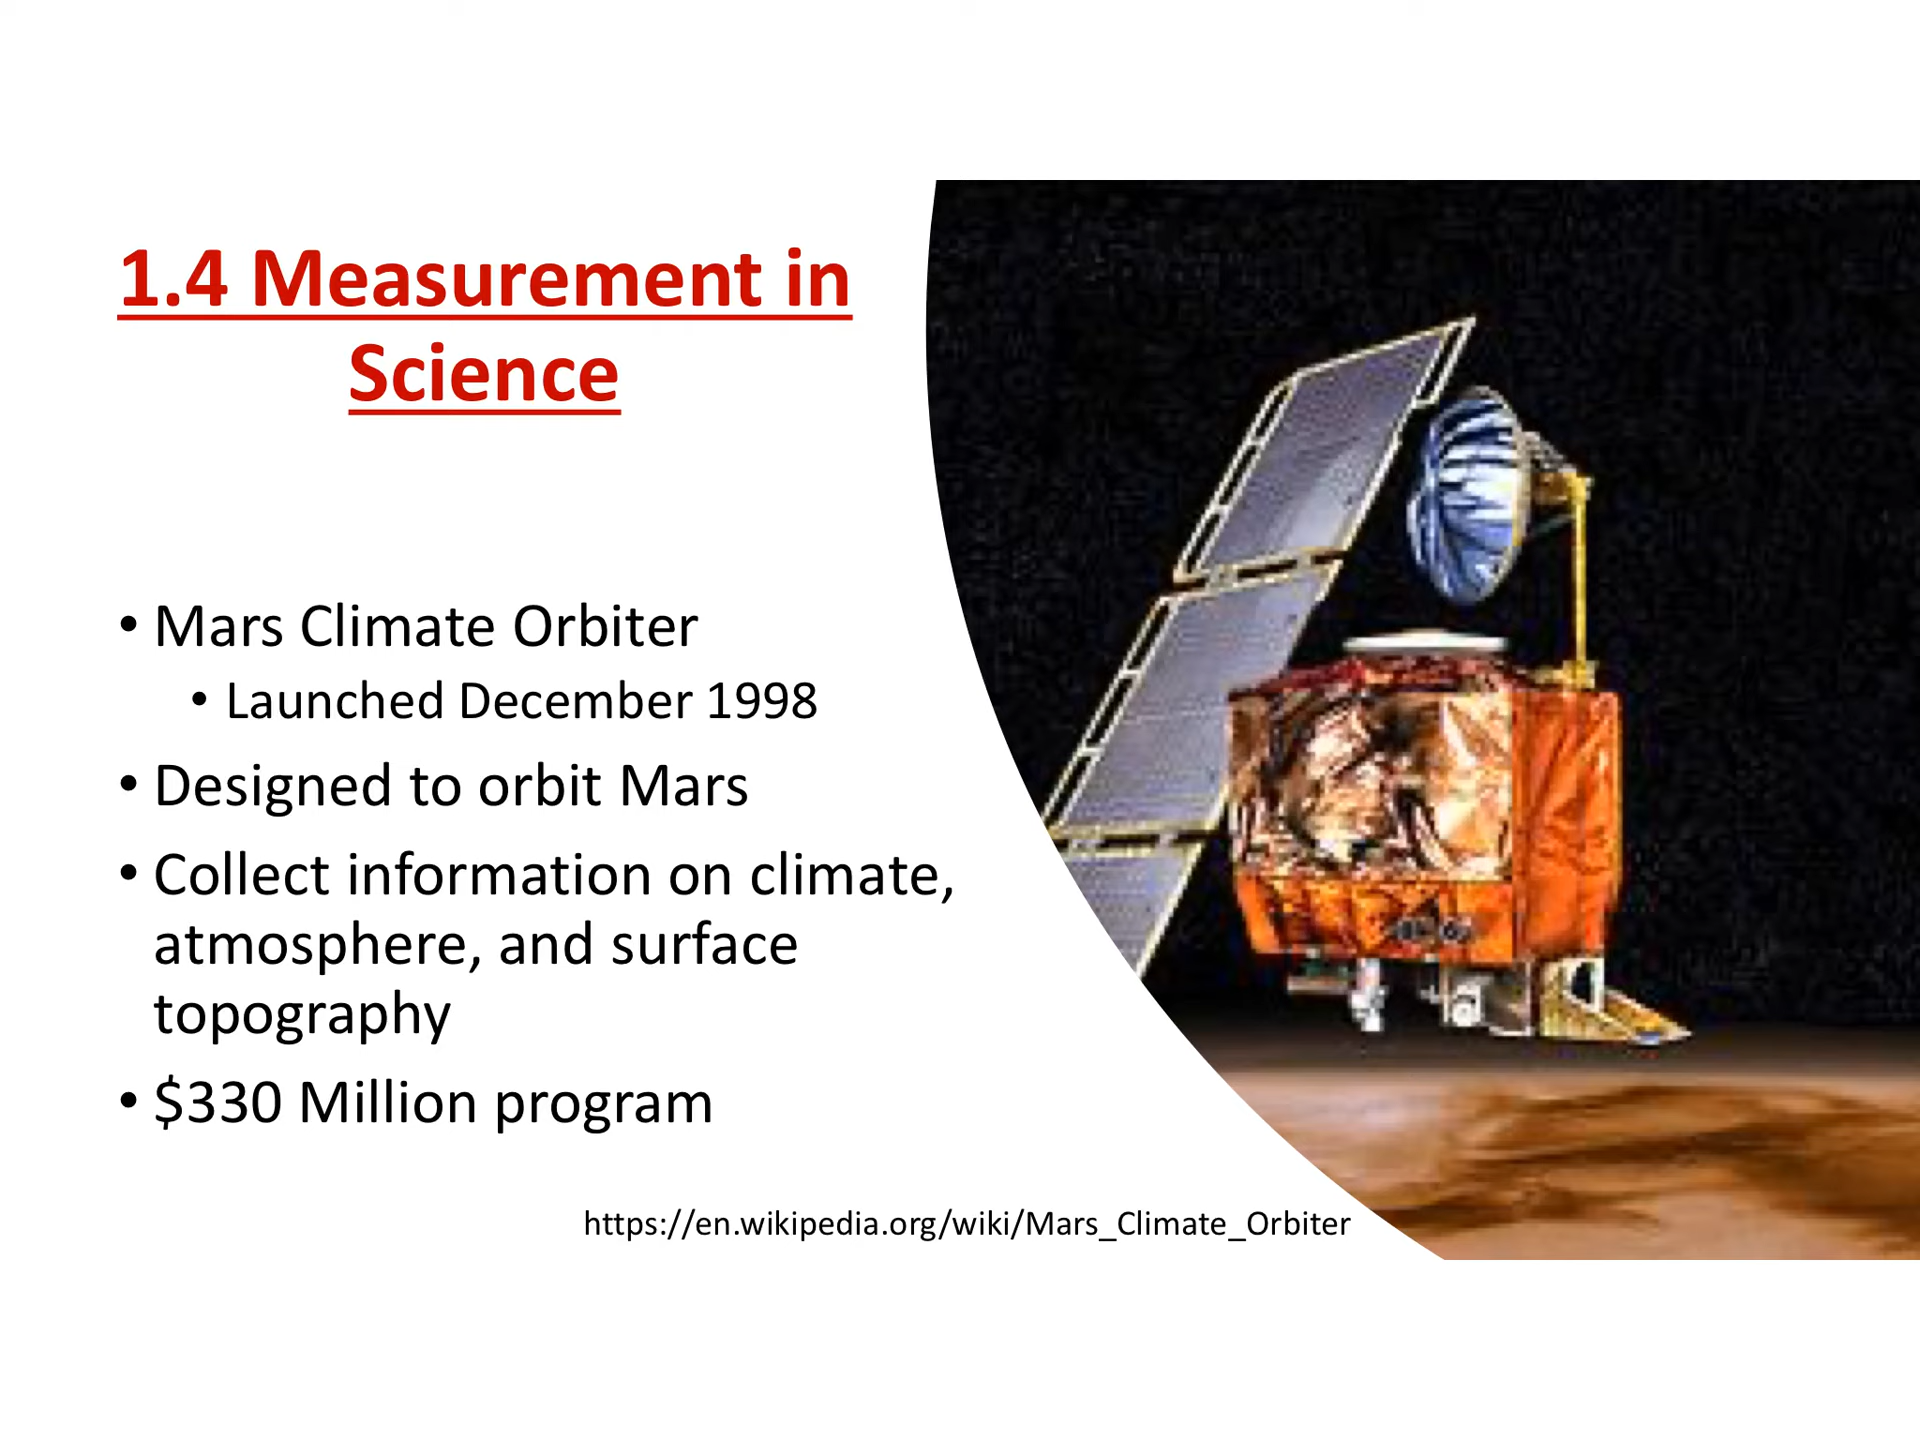 1.4 Measurement in
Science
• Mars Climate Orbiter
• Launched December 1998
• Designed to orbit Mars
• Collect information on climate,
atmosphere, and surface
topography
• $330 Million program
https://en.wikipedia.org/wiki/Mars_Climate_Orbiter